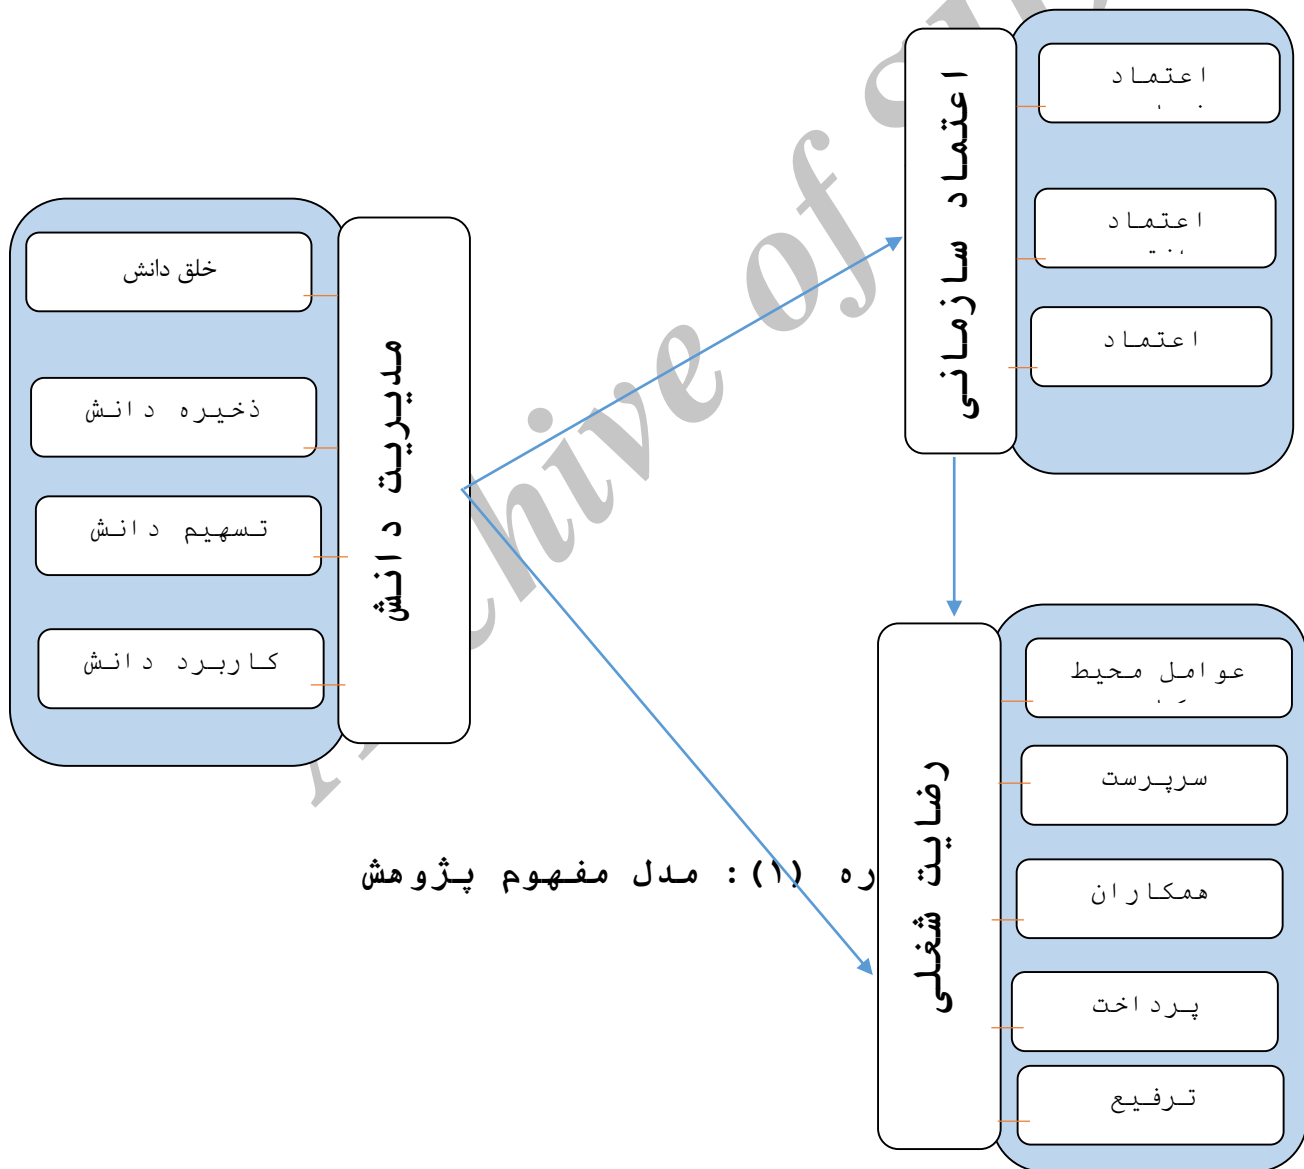 اعتماد سازمانی
اعتماد
اعتماد
اعتماد
مدیریت دانش
خلق دانش
ذخیره دانش
تسهیم دانش
کاربرد دانش
رضایت شغلی
عوامل محیط
سرپرست
همکاران
پرداخت
ترفیع
ره (۱): مدل مفهوم پژوهش